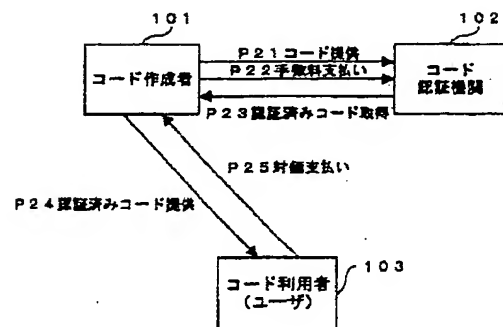 101
102
P21コード提供
コード作成者
P22手数料支払い
コード
認証機関
P23認証済みコード取得
P25対価支払い
P24認証済みコード提供
コード利用者
(ユーザ)
103